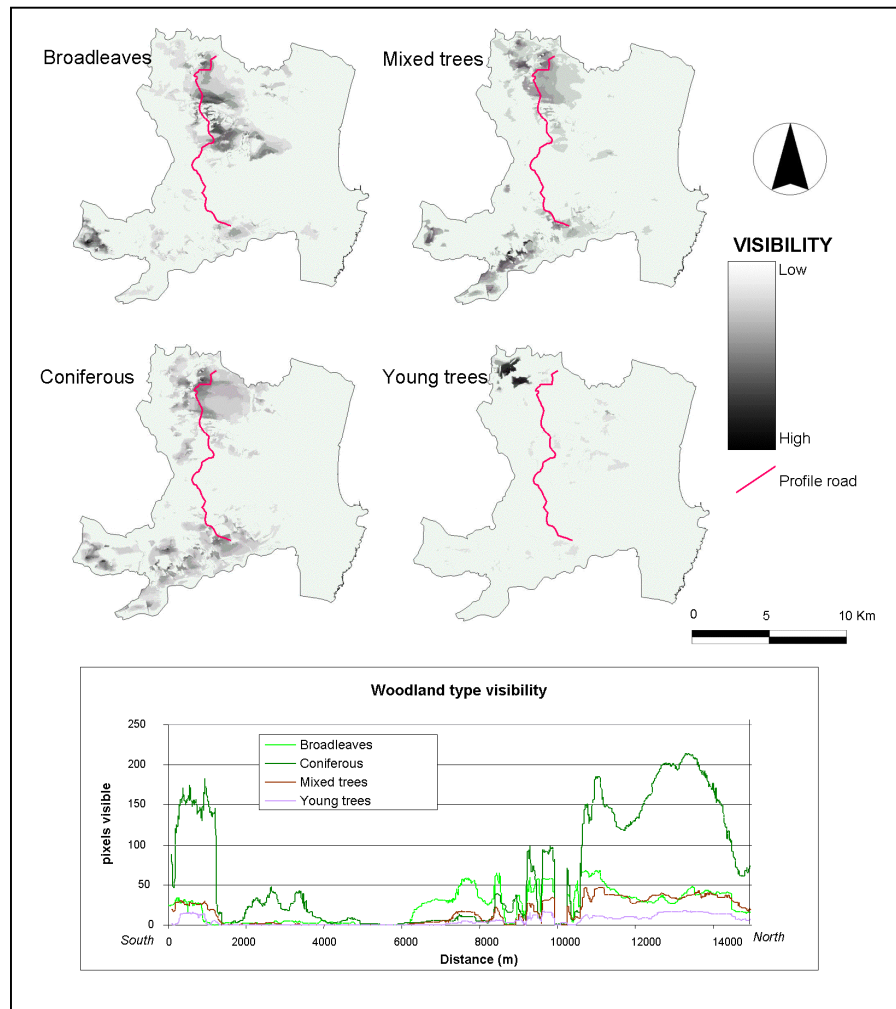 Broadleaves
Mixed trees
VISIBILITY
Low
High
Profile road
Coniferous
Young trees
0 5 10 Km
Woodland type visibility
250
200
150
100
50
0
pixels visible
Broadleaves
Coniferous
Mixed trees
Young trees
South
0 2000 4000 6000 8000 10000 12000 14000
North
Distance (m)